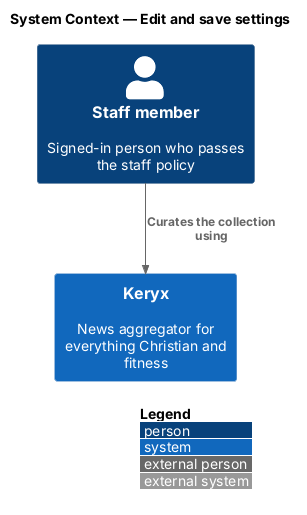 System Context — Edit and save settings
Staff member
Signed-in person who passes
the staff policy
Curates the collection
using
Keryx
News aggregator for
everything Christian and
fitness
Legend
person
system
external person
external system